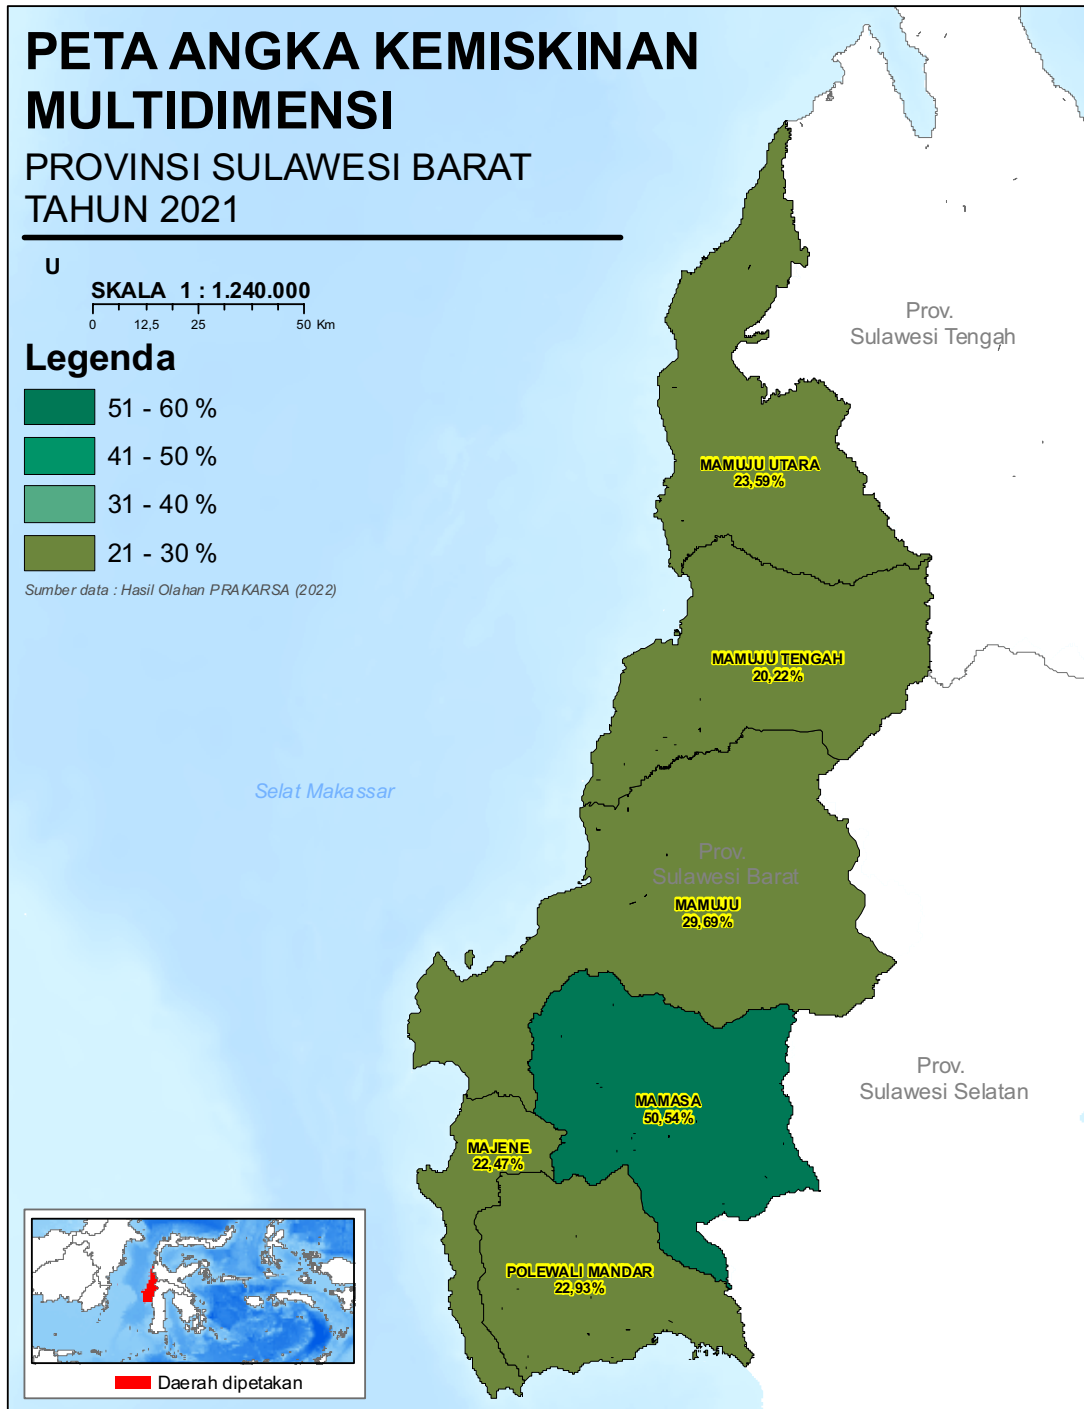 PETA ANGKA KEMISKINAN
MULTIDIMENSI
PROVINSI SULAWESI BARAT
TAHUN 2021
U
SKALA 1 : 1.240.000
0 12,5 25 50 Km
Legenda
51 - 60 %
41 - 50 %
31 - 40 %
21 - 30 %
Sumber data : Hasil Olahan PRAKARSA (2022)
Prov.
Sulawesi Tengah
MAMUJU UTARA
23,59%
MAMUJU TENGAH
20,22%
Selat Makassar
Prov.
Sulawesi Barat
MAMUJU
29,69%
Prov.
Sulawesi Selatan
MAMASA
50,54%
MAJENE
22,47%
POLEWALI MANDAR
22,93%
Daerah dipetakan